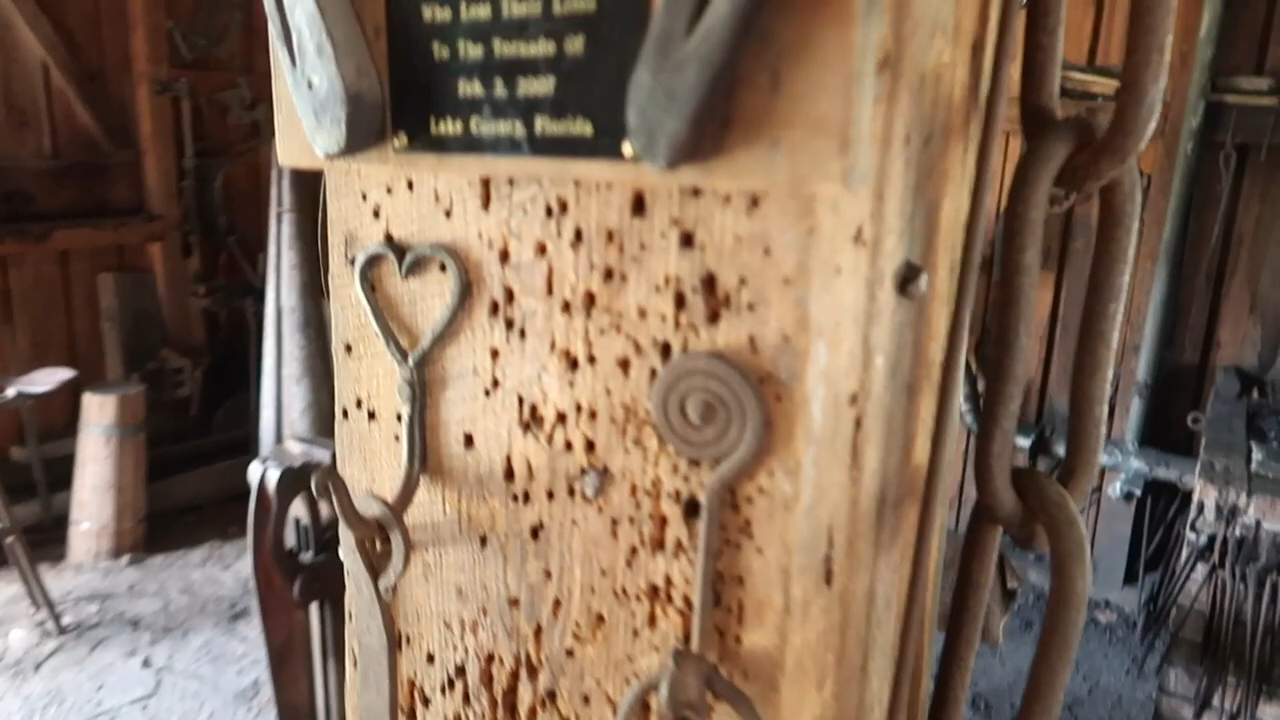 Who Lost Their Lives
To The Tornado Of
Feb. 2, 2007
Lake County, Florida